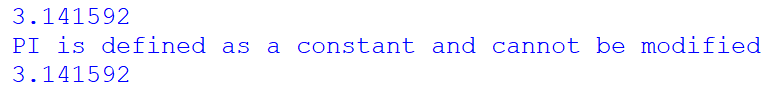 3.141592
PI is defined as a constant and cannot be modified
3.141592